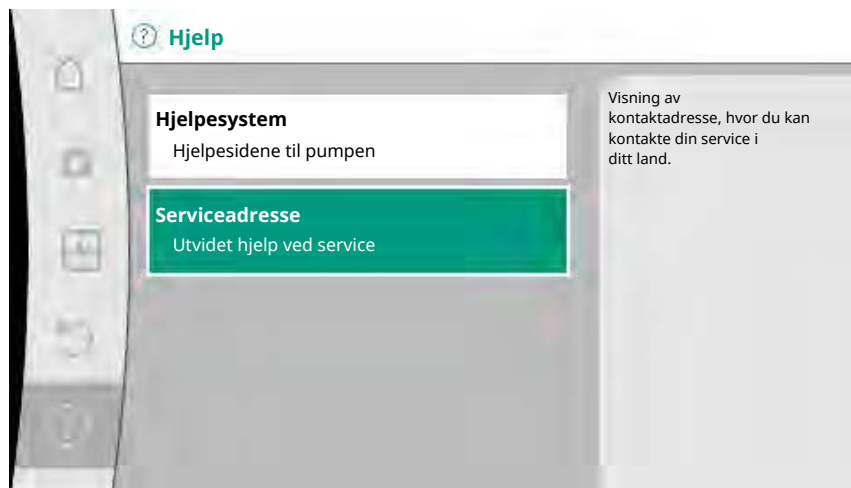 Hjelp
Hjelpesystem
Hjelpesidene til pumpen
Serviceadresse
Utvidet hjelp ved service
Visning av
kontaktadresse, hvor du kan
kontakte din service i
ditt land.